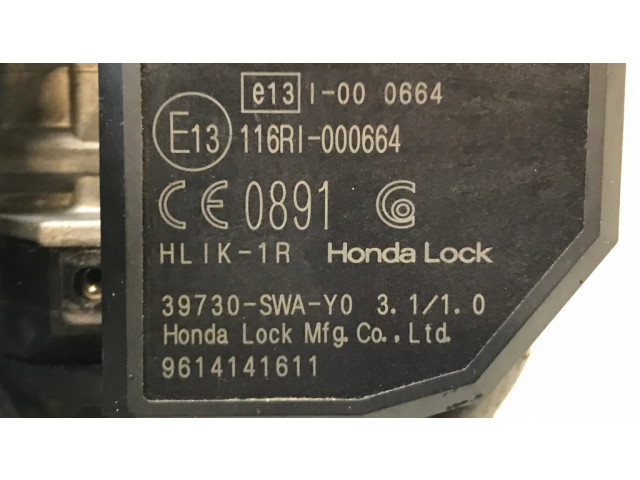 e13 I-00 0664
E13 116RI-000664
CE 0891
HLIK-1R Honda Lock
39730-SWA-Y0 3.1/1.0
Honda Lock Mfg.Co.,Ltd.
9614141611